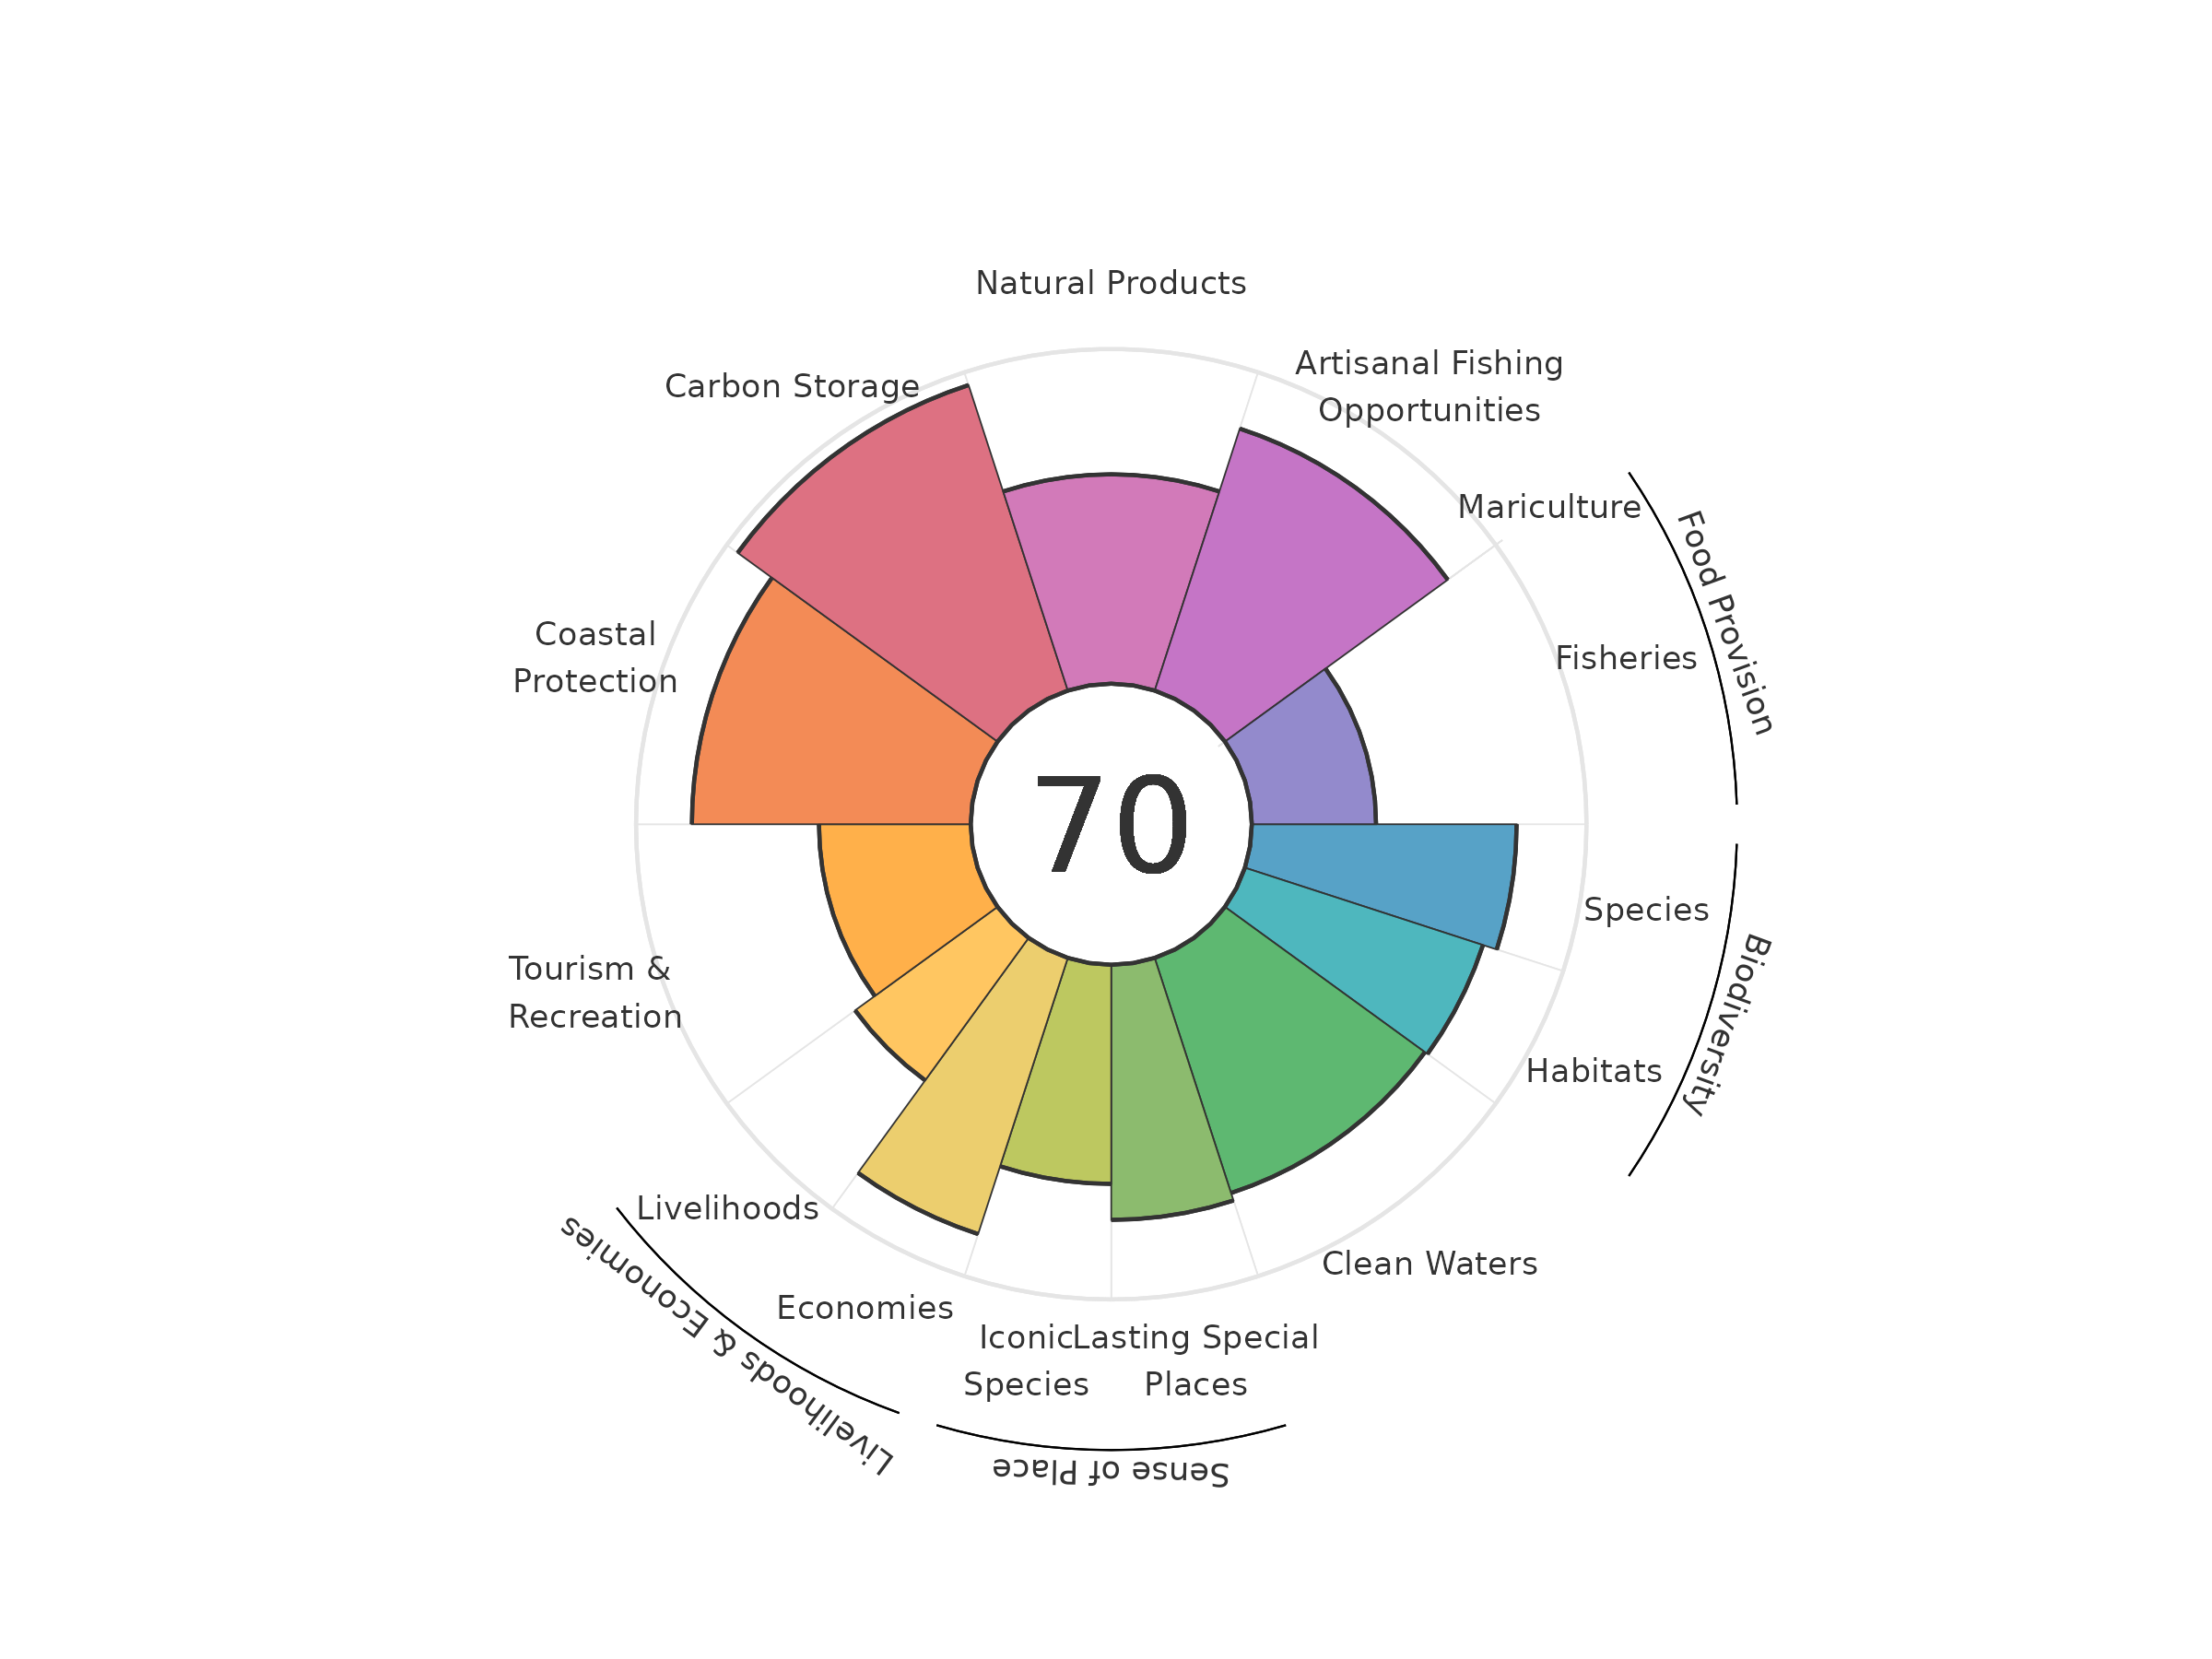 Natural Products
Artisanal Fishing
Opportunities
Carbon Storage
Mariculture
Food Provision
Coastal
Protection
Fisheries
70
Species
Biodiversity
Tourism &
Recreation
Habitats
Livelihoods
Livelihoods & Economies
Clean Waters
Economies
Iconic
Species
Lasting Special
Places
Sense of Place